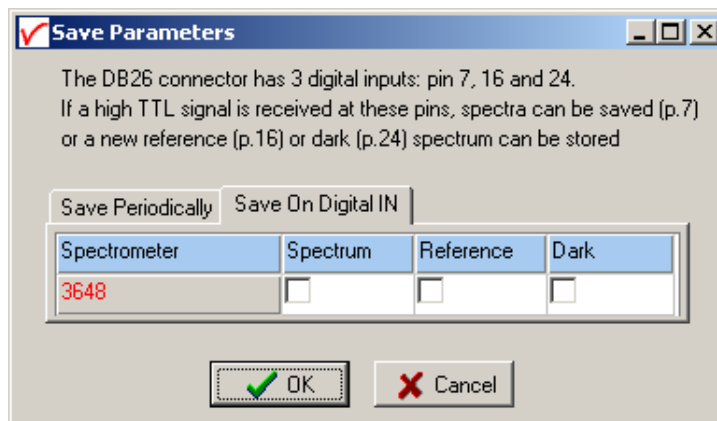 Save Parameters
The DB26 connector has 3 digital inputs: pin 7, 16 and 24.
If a high TTL signal is received at these pins, spectra can be saved (p.7)
or a new reference (p.16) or dark (p.24) spectrum can be stored
Save Periodically Save On Digital IN
Spectrometer Spectrum Reference Dark
3648
OK Cancel